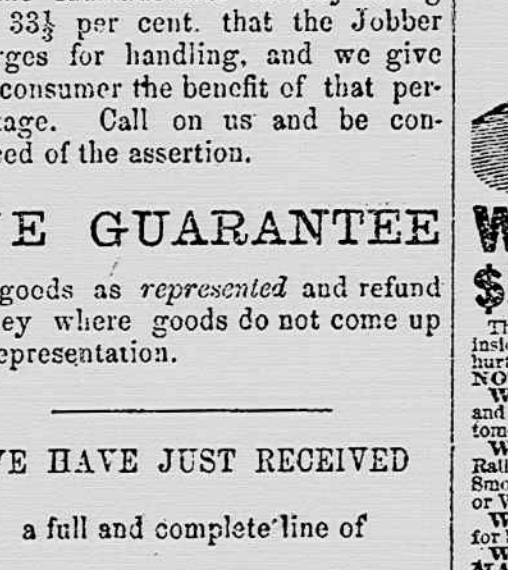 33⅓ per cent. that the Jobber
rges for handling, and we give
consumer the benefit of that per-
tage. Call on us and be con-
ced of the assertion.
E GUARANTEE
goods as represented and refund
ey where goods do not come up
epresentation.
E HAVE JUST RECEIVED
a full and complete line of
W
$
Th
insi
hurt
NO
W
and
tom
W
Rail
Smo
or V
W
for
W